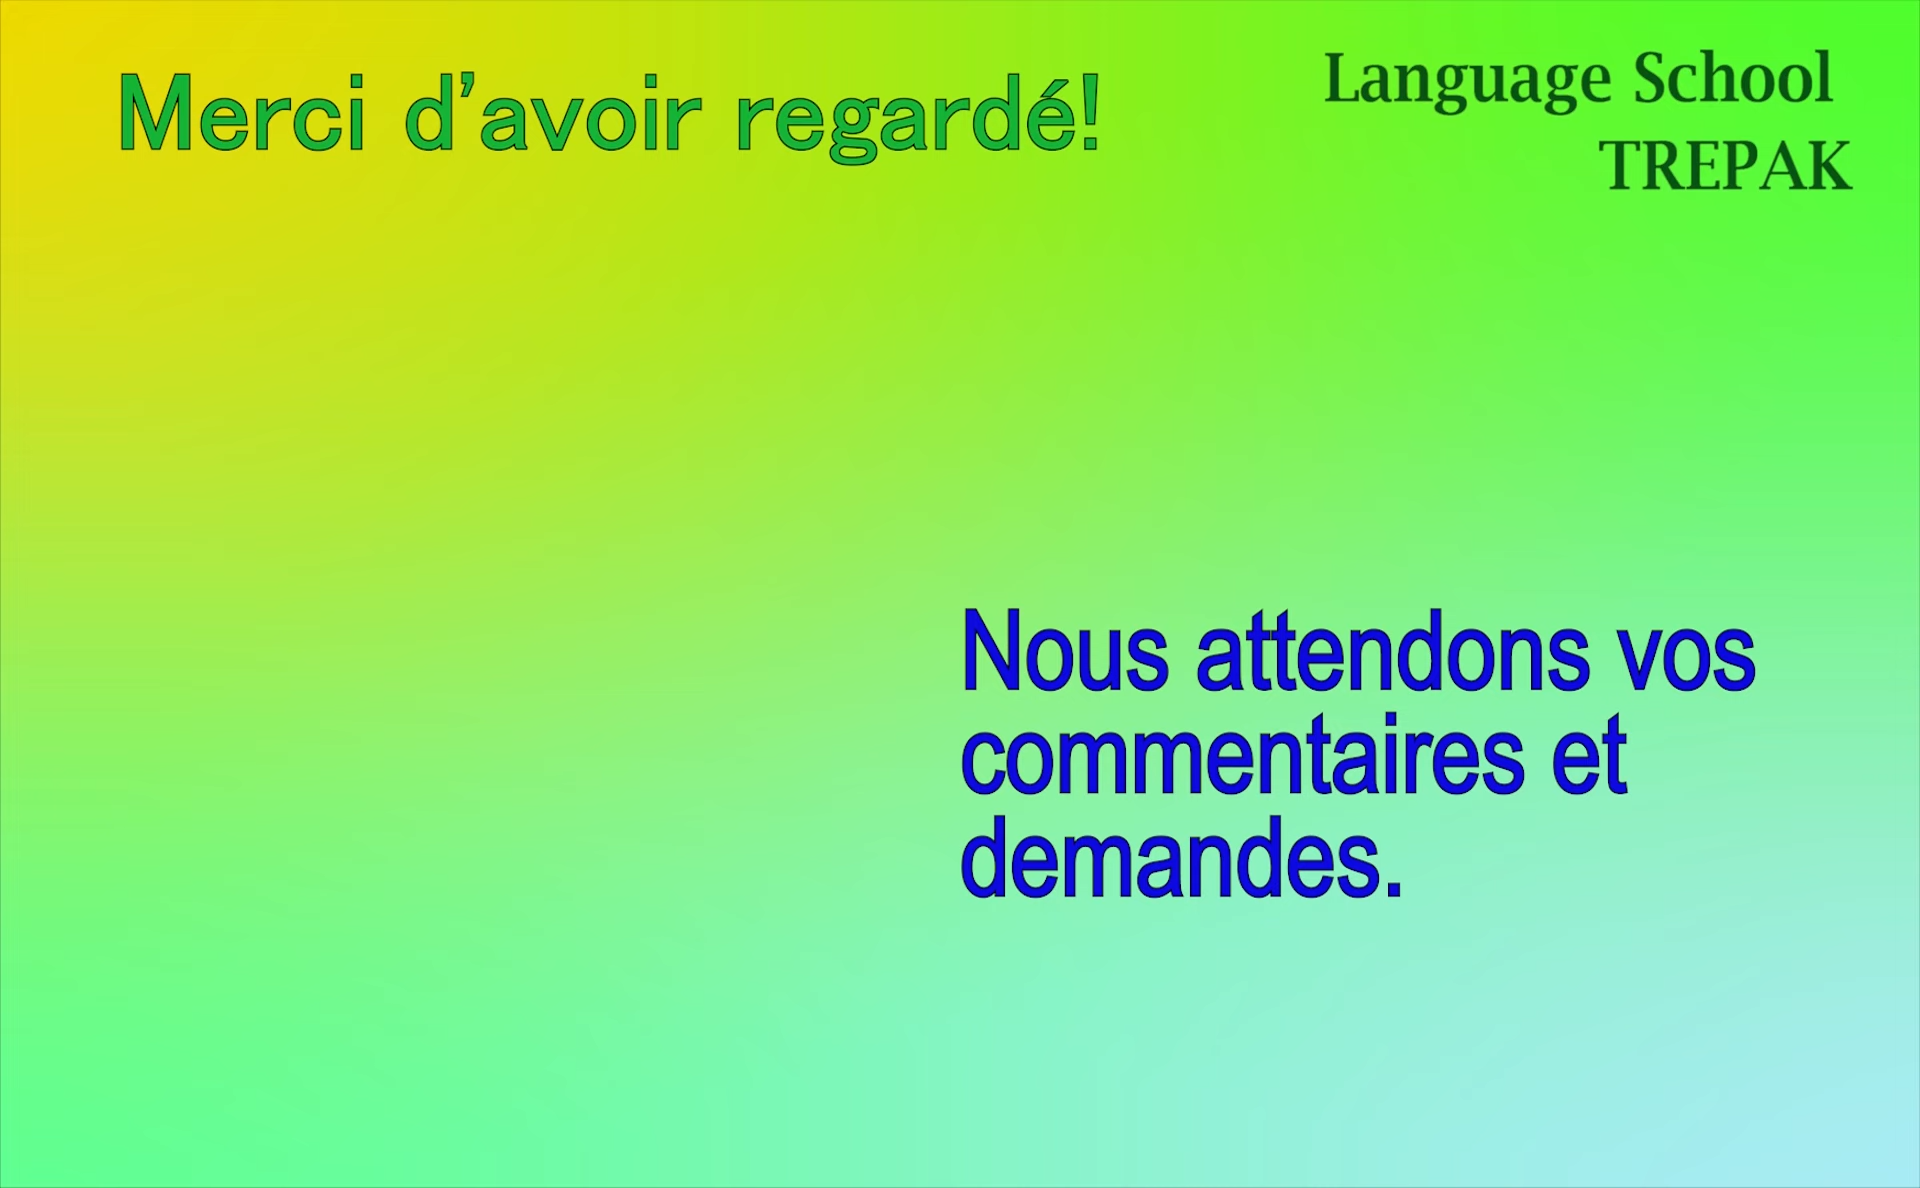 Merci d’avoir regardé!
Language School
TREPAK
Nous attendons vos
commentaires et
demandes.